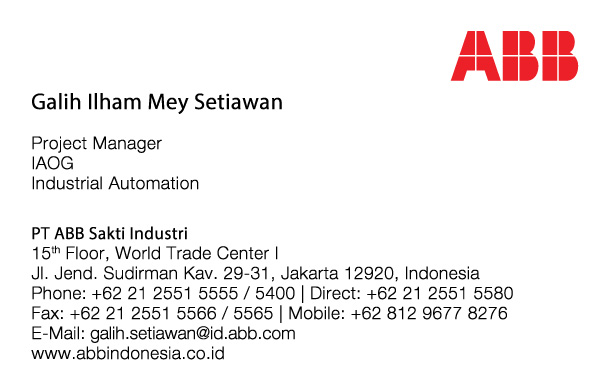 ABB
Galih Ilham Mey Setiawan
Project Manager
IAOG
Industrial Automation
PT ABB Sakti Industri
15th Floor, World Trade Center I
Jl. Jend. Sudirman Kav. 29-31, Jakarta 12920, Indonesia
Phone: +62 21 2551 5555 / 5400 | Direct: +62 21 2551 5580
Fax: +62 21 2551 5566 / 5565 | Mobile: +62 812 9677 8276
E-Mail: galih.setiawan@id.abb.com
www.abbindonesia.co.id